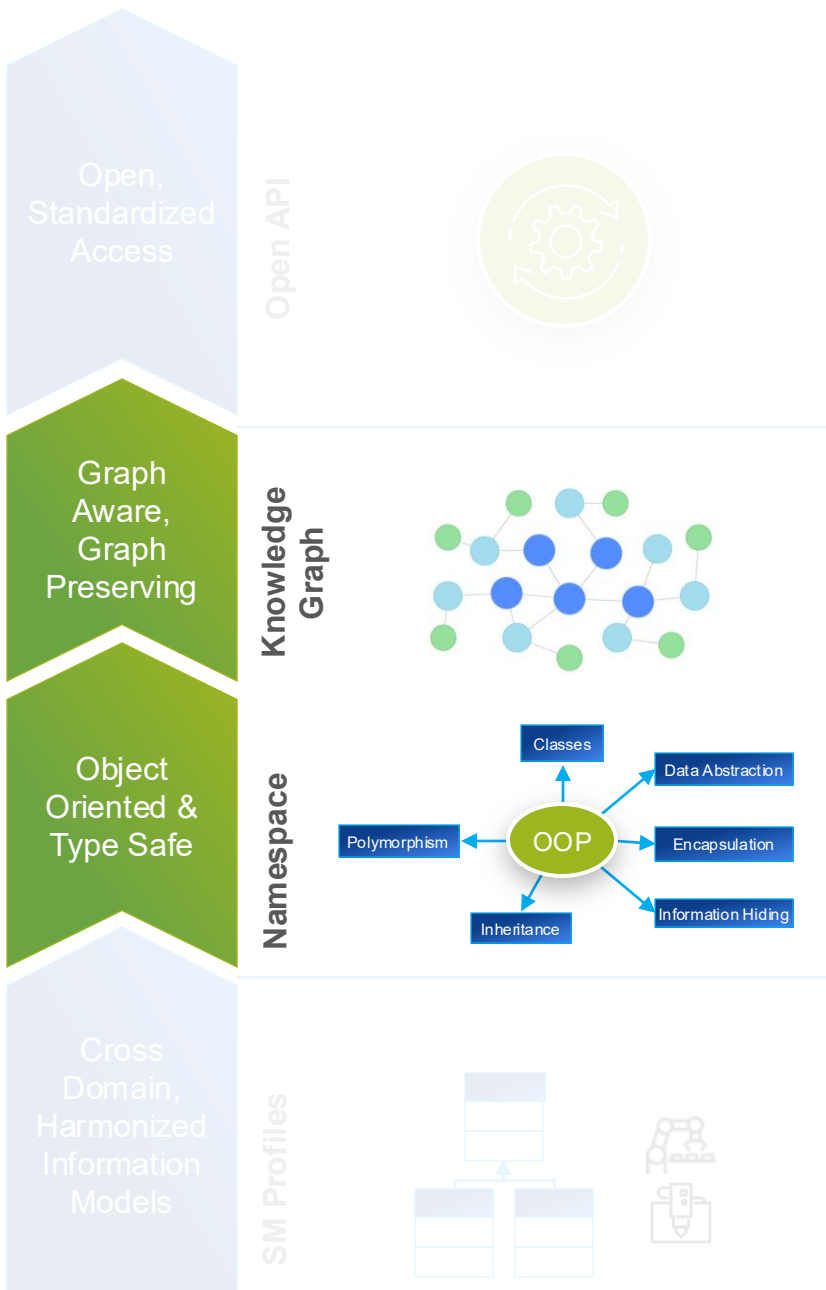 Open,
Standardized
Access
Open API
Graph
Aware,
Graph
Preserving
Knowledge
Graph
Object
Oriented &
Type Safe
Namespace
Classes
Data Abstraction
Polymorphism
OOP
Encapsulation
Inheritance
Information Hiding
Cross
Domain,
Harmonized
Information
Models
SM Profiles